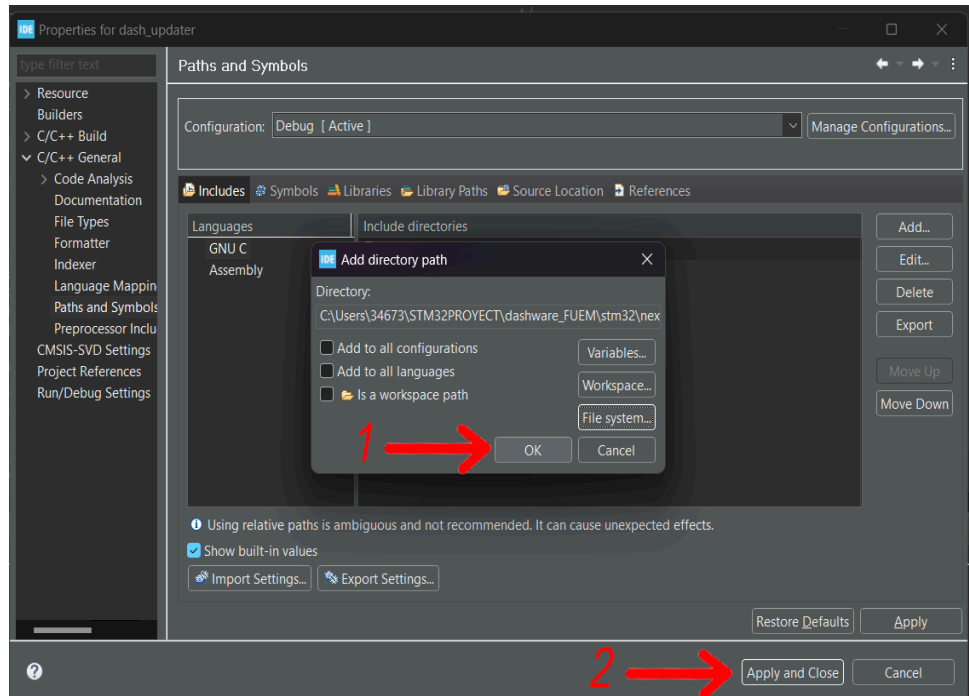 IDE Properties for dash_updater
type filter text
Resource
Builders
C/C++ Build
C/C++ General
Code Analysis
Documentation
File Types
Formatter
Indexer
Language Mappin
Paths and Symbols
Preprocessor Inclu
CMSIS-SVD Settings
Project References
Run/Debug Settings
Paths and Symbols
Configuration: Debug [ Active ] Manage Configurations...
Includes Symbols Libraries Library Paths Source Location References
Languages Include directories
GNU C
Assembly
Add...
Edit...
Delete
Export
Move Up
Move Down
IDE Add directory path
Directory:
C:\Users\34673\STM32PROYECT\dashware_FUEM\stm32\nex
Add to all configurations Variables...
Add to all languages
Is a workspace path Workspace...
File system...
1 OK Cancel
Using relative paths is ambiguous and not recommended. It can cause unexpected effects.
Show built-in values
Import Settings... Export Settings...
Restore Defaults Apply
2 Apply and Close Cancel